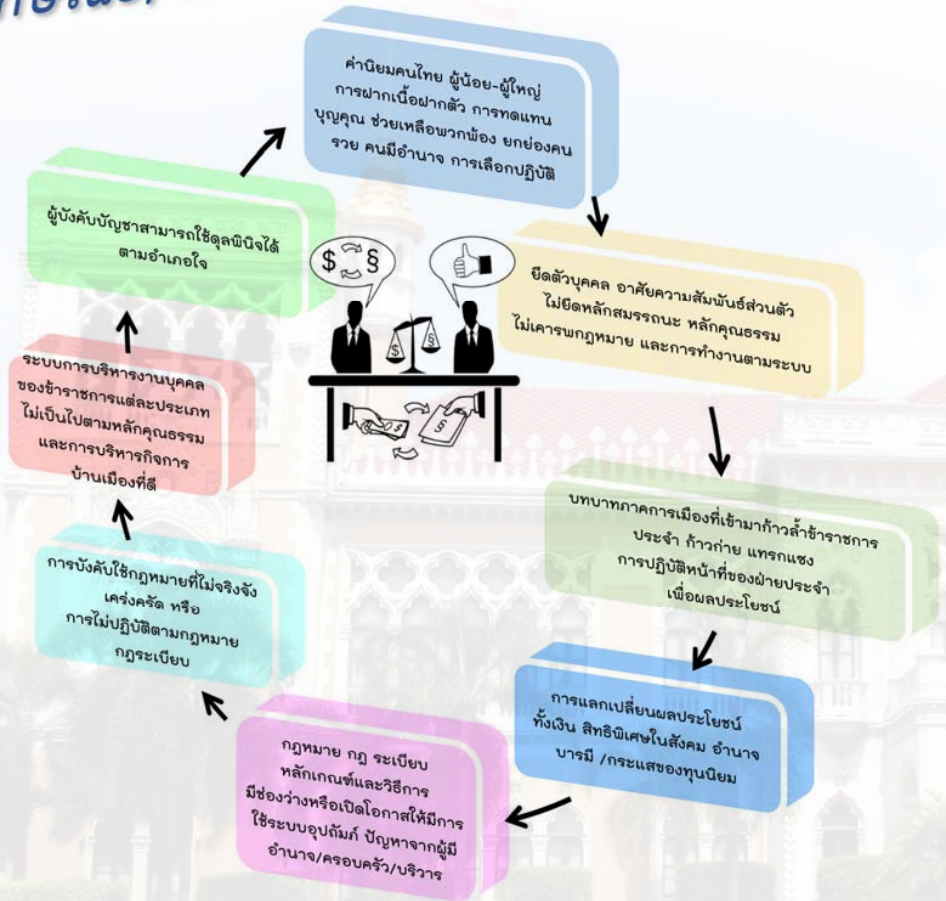 ค่านิยมคนไทย ผู้น้อย-ผู้ใหญ่
การฝากเนื้อฝากตัว การทดแทน
บุญคุณ ช่วยเหลือพวกพ้อง ยกย่องคน
รวย คนมีอำนาจ การเลือกปฏิบัติ
ยึดตัวบุคคล อาศัยความสัมพันธ์ส่วนตัว
ไม่ยึดหลักสมรรถนะ หลักคุณธรรม
ไม่เคารพกฎหมาย และการทำงานตามระบบ
บทบาทภาคการเมืองที่เข้ามาก้าวล้ำข้าราชการ
ประจำ ก้าวก่าย แทรกแซง
การปฏิบัติหน้าที่ของฝ่ายประจำ
เพื่อผลประโยชน์
การแลกเปลี่ยนผลประโยชน์
ทั้งเงิน สิทธิพิเศษในสังคม อำนาจ
บารมี /กระแสของทุนนิยม
กฎหมาย กฎ ระเบียบ
หลักเกณฑ์และวิธีการ
มีช่องว่างหรือเปิดโอกาสให้มีการ
ใช้ระบบอุปถัมภ์ ปัญหาจากผู้มี
อำนาจ/ครอบครัว/บริวาร
การบังคับใช้กฎหมายที่ไม่จริงจัง
เคร่งครัด หรือ
การไม่ปฏิบัติตามกฎหมาย
กฎระเบียบ
ระบบการบริหารงานบุคคล
ของข้าราชการแต่ละประเภท
ไม่เป็นไปตามหลักคุณธรรม
และการบริหารกิจการ
บ้านเมืองที่ดี
ผู้บังคับบัญชาสามารถใช้ดุลพินิจได้
ตามอำเภอใจ
$ §
$ §
§